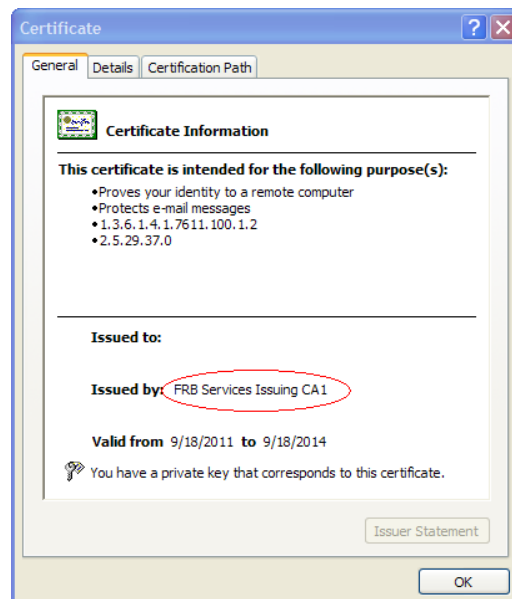 Certificate
General Details Certification Path
Certificate Information
This certificate is intended for the following purpose(s):
•Proves your identity to a remote computer
•Protects e-mail messages
•1.3.6.1.4.1.7611.100.1.2
•2.5.29.37.0
Issued to:
Issued by: FRB Services Issuing CA1
Valid from 9/18/2011 to 9/18/2014
You have a private key that corresponds to this certificate.
Issuer Statement
OK